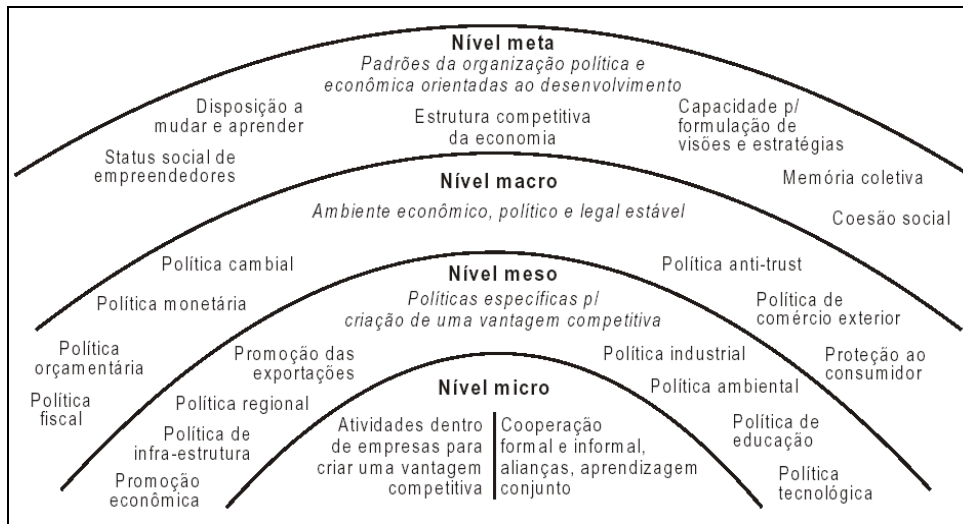 Nível meta
Padrões da organização política e
econômica orientadas ao desenvolvimento
Disposição a
mudar e aprender
Status social de
empreendedores
Estrutura competitiva
da economia
Capacidade p/
formulação de
visões e estratégias
Memória coletiva
Coesão social
Nível macro
Ambiente econômico, político e legal estável
Política cambial
Política monetária
Política
orçamentária
Política
fiscal
Política anti-trust
Política de
comércio exterior
Proteção ao
consumidor
Nível meso
Políticas específicas p/
criação de uma vantagem competitiva
Promoção das
exportações
Política regional
Política de
infra-estrutura
Promoção
econômica
Política industrial
Política ambiental
Política de
educação
Política
tecnológica
Nível micro
Atividades dentro
de empresas para
criar uma vantagem
competitiva
Cooperação
formal e informal,
alianças, aprendizagem
conjunto